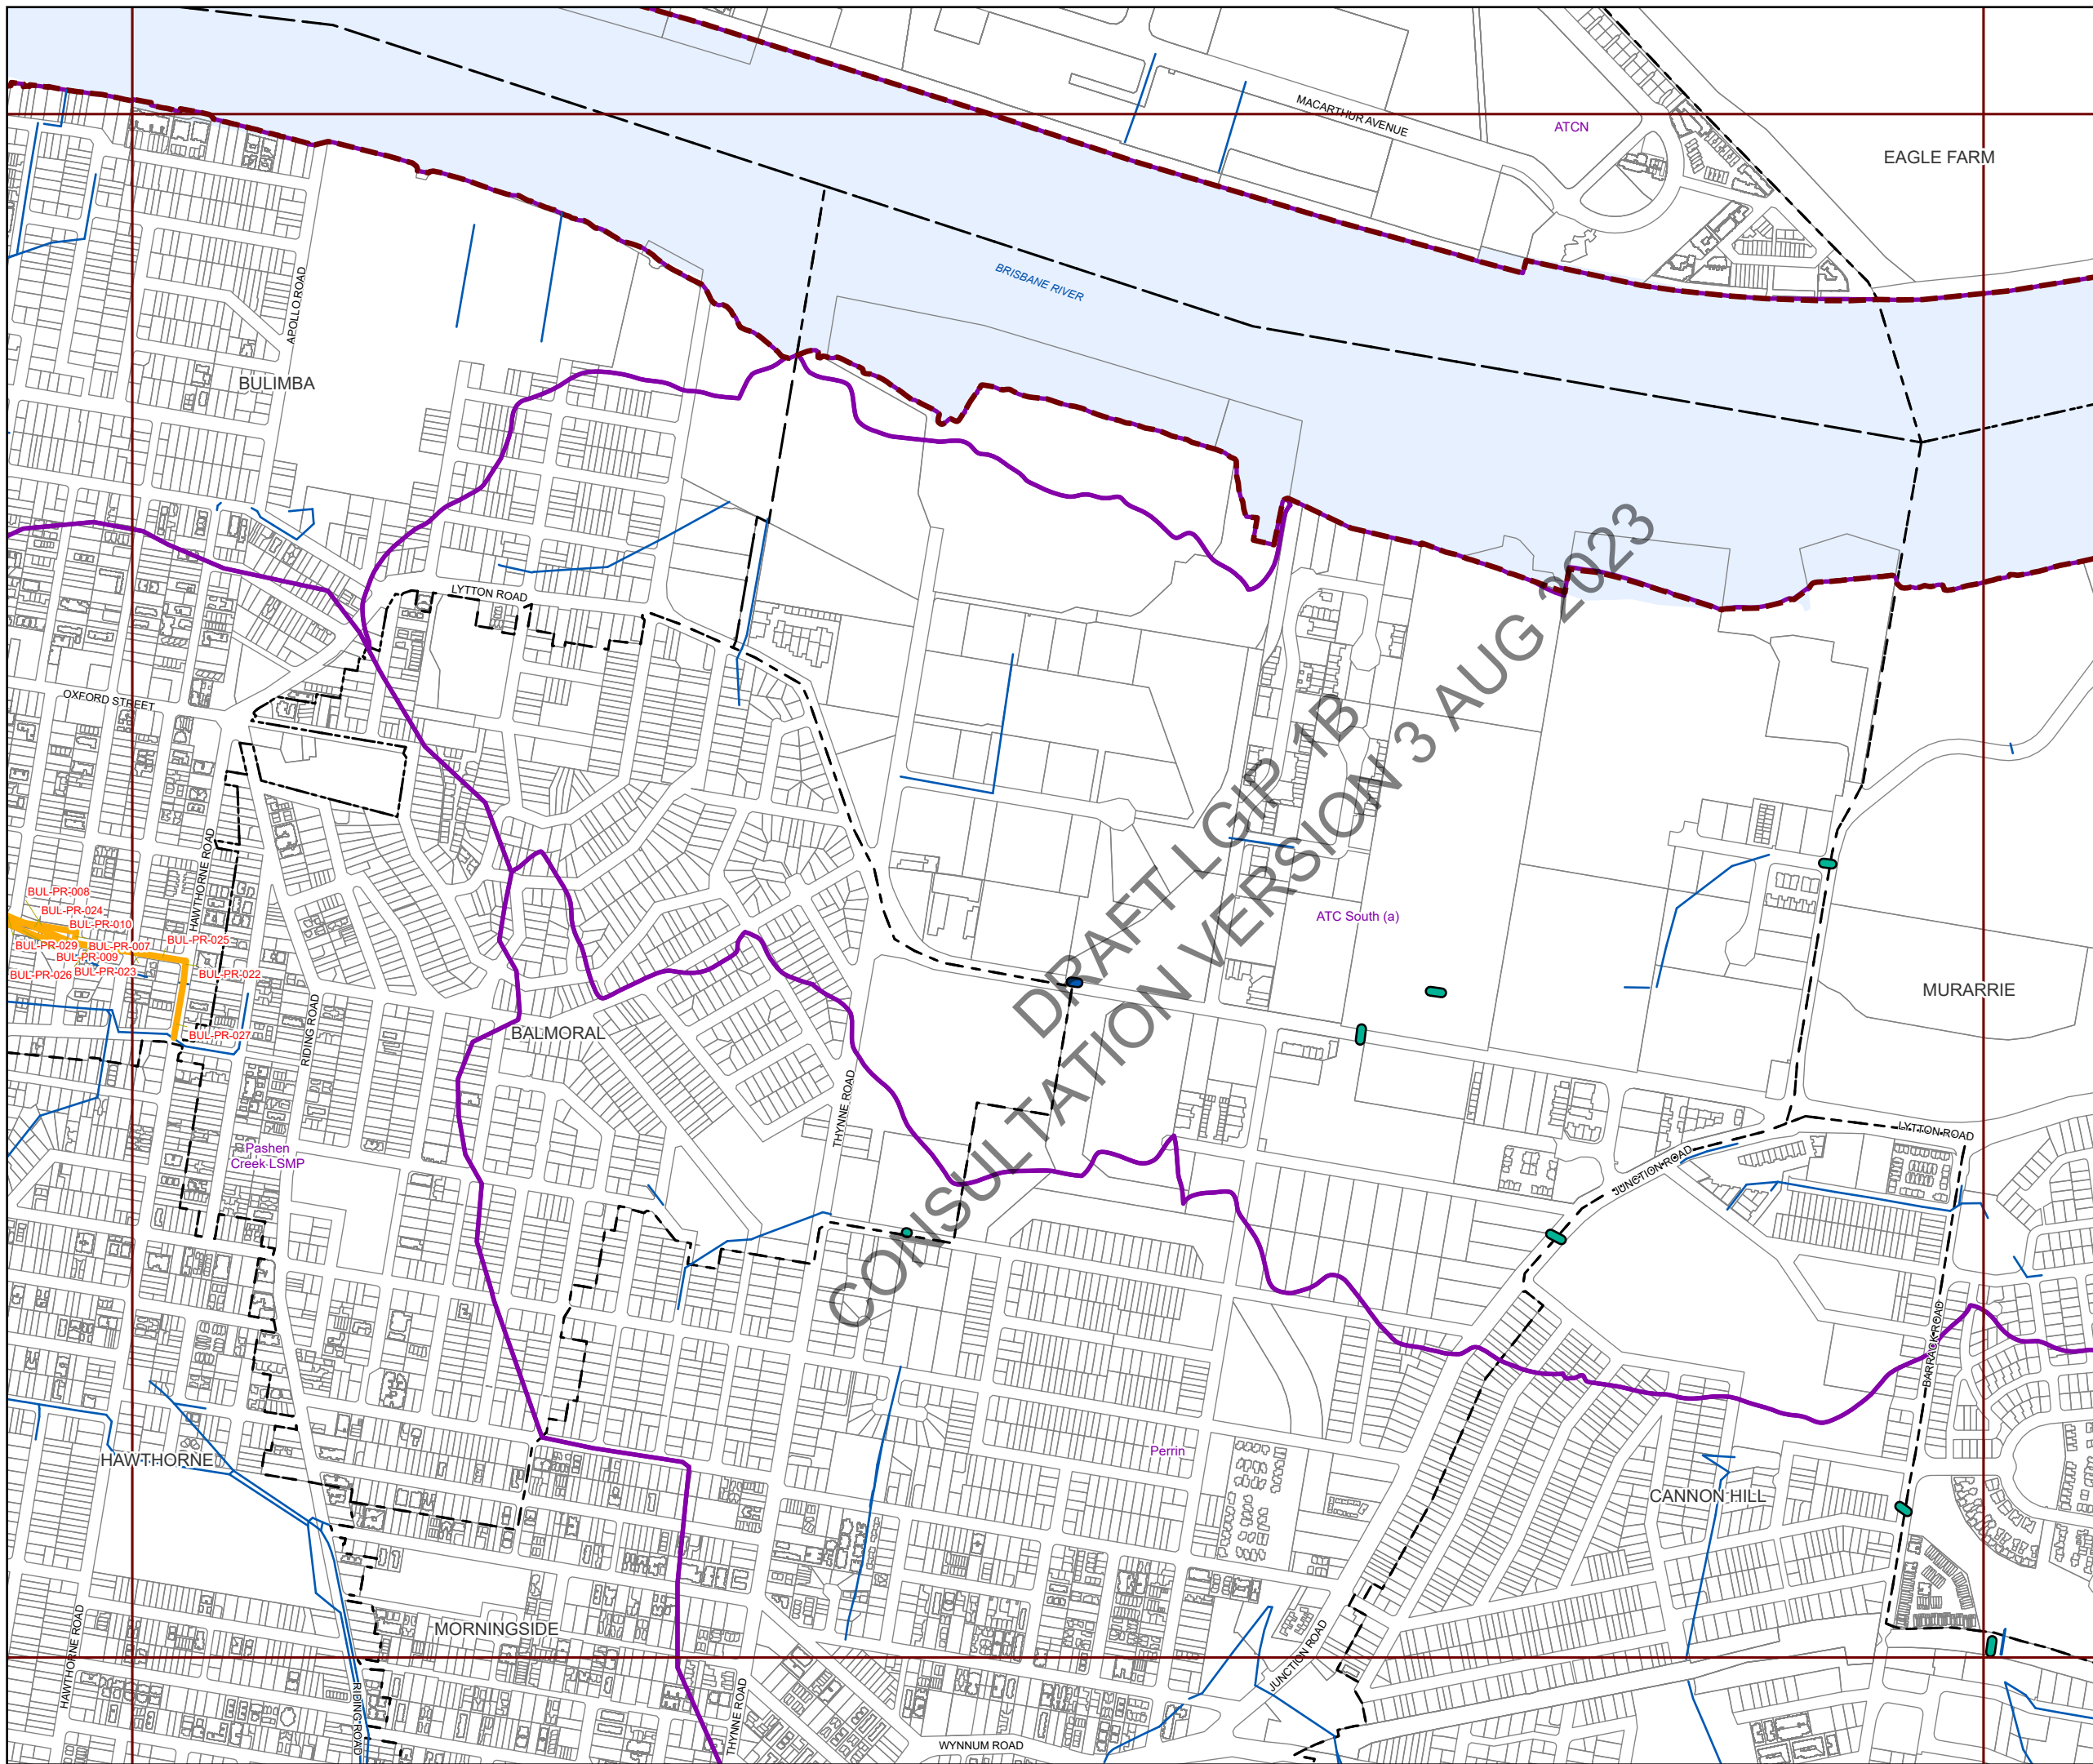 MACARTHUR AVENUE
ATCN
EAGLE FARM
BRISBANE RIVER
APOLLO ROAD
BULIMBA
LYTTON ROAD
OXFORD STREET
HAWTHORNE ROAD
DRAFT LGIP 1B
CONSULTATION VERSION 3 AUG 2023
BUL-PR-008
BUL-PR-024
BUL-PR-010
BUL-PR-025
BUL-PR-029
BUL-PR-007
BUL-PR-009
BUL-PR-026
BUL-PR-023
BUL-PR-022
BUL-PR-027
ATC South (a)
MURARRIE
RIDING ROAD
BALMORAL
THYNNE ROAD
Pashen
Creek LSMP
LYTTON ROAD
JUNCTION ROAD
BARRACK ROAD
HAWTHORNE
Perrin
CANNON HILL
MORNINGSIDE
HAWTHORNE ROAD
RIDING ROAD
THYNNE ROAD
JUNCTION ROAD
WYNNUM ROAD